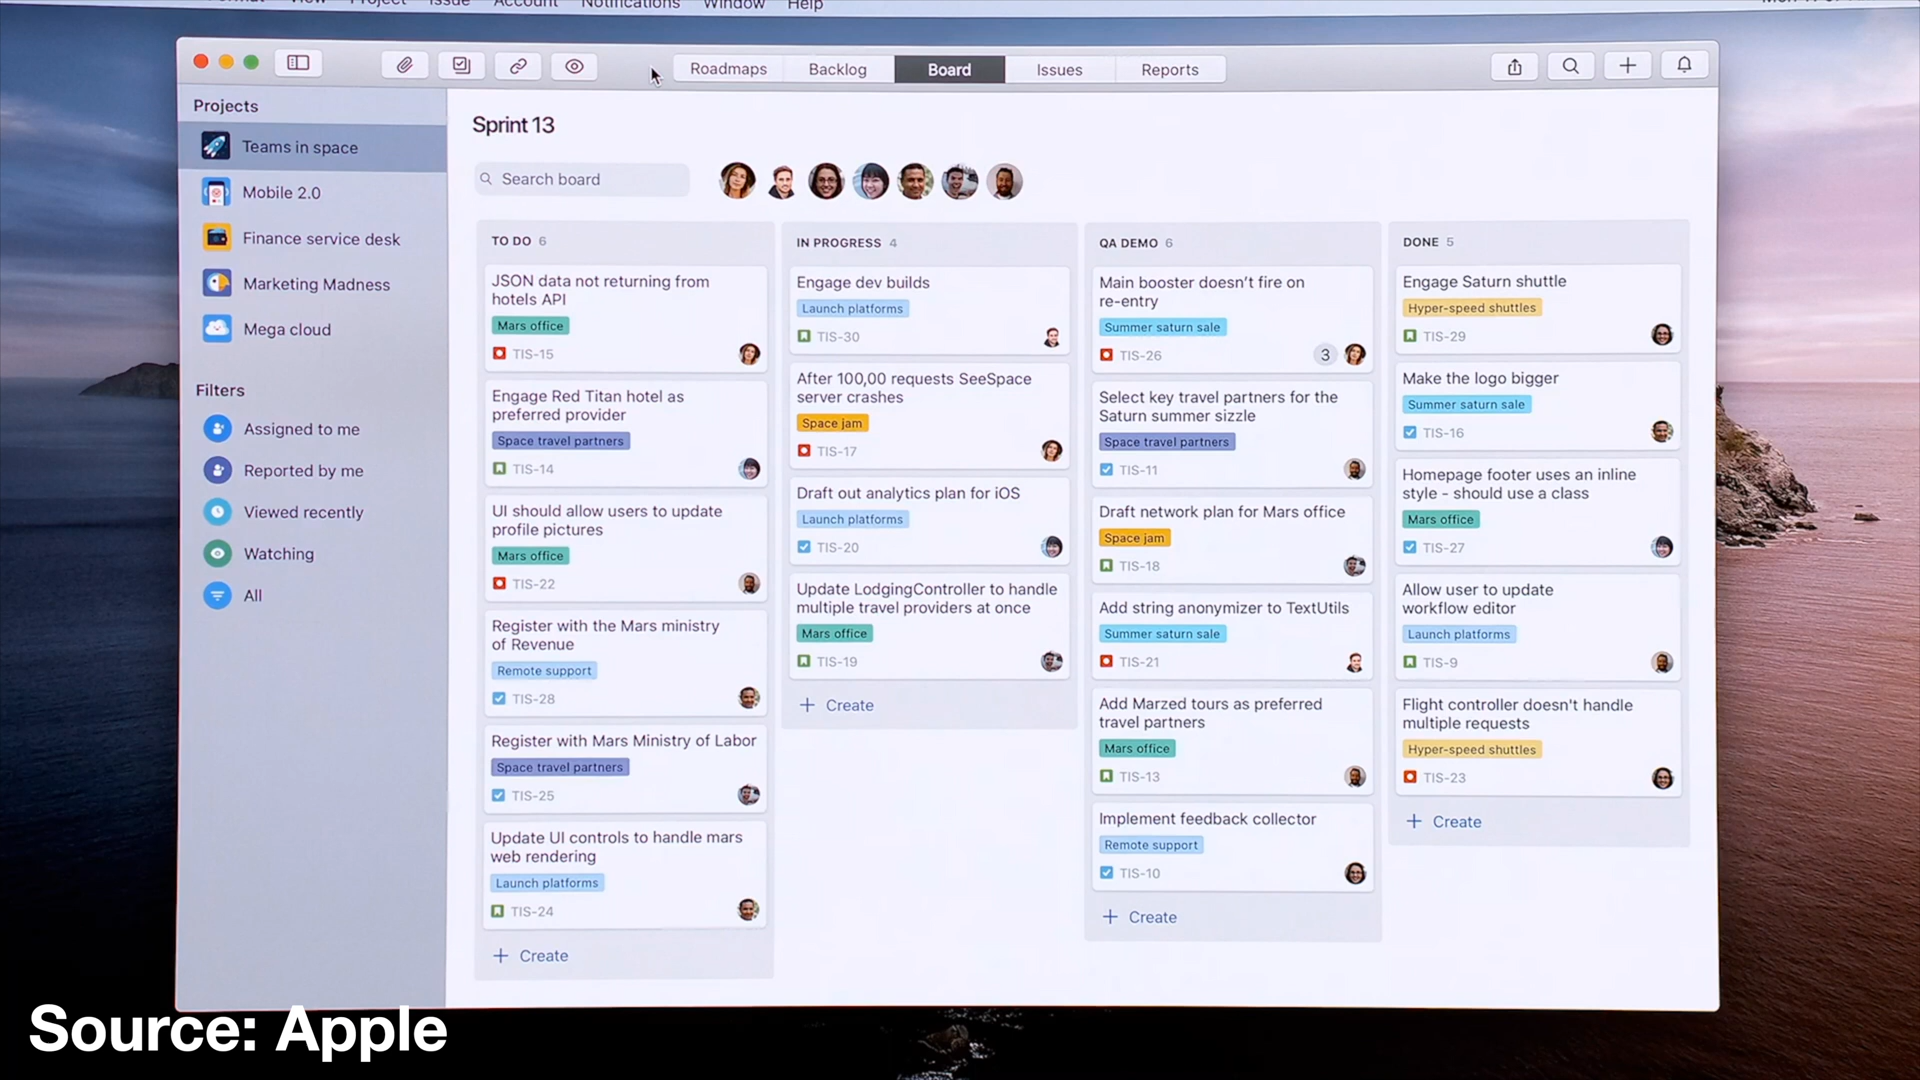 View Project Issue Account Notifications Window Help
Roadmaps Backlog Board Issues Reports
Projects
Teams in space
Mobile 2.0
Finance service desk
Marketing Madness
Mega cloud
Filters
Assigned to me
Reported by me
Viewed recently
Watching
All
Sprint 13
Search board
TO DO 6
JSON data not returning from
hotels API
Mars office
TIS-15
Engage Red Titan hotel as
preferred provider
Space travel partners
TIS-14
UI should allow users to update
profile pictures
Mars office
TIS-22
Register with the Mars ministry
of Revenue
Remote support
TIS-28
Register with Mars Ministry of Labor
Space travel partners
TIS-25
Update UI controls to handle mars
web rendering
Launch platforms
TIS-24
+ Create
IN PROGRESS 4
Engage dev builds
Launch platforms
TIS-30
After 100,00 requests SeeSpace
server crashes
Space jam
TIS-17
Draft out analytics plan for iOS
Launch platforms
TIS-20
Update LodgingController to handle
multiple travel providers at once
Mars office
TIS-19
+ Create
QA DEMO 6
Main booster doesn’t fire on
re-entry
Summer saturn sale
TIS-26 3
Select key travel partners for the
Saturn summer sizzle
Space travel partners
TIS-11
Draft network plan for Mars office
Space jam
TIS-18
Add string anonymizer to TextUtils
Summer saturn sale
TIS-21
Add Marzed tours as preferred
travel partners
Mars office
TIS-13
Implement feedback collector
Remote support
TIS-10
+ Create
DONE 5
Engage Saturn shuttle
Hyper-speed shuttles
TIS-29
Make the logo bigger
Summer saturn sale
TIS-16
Homepage footer uses an inline
style - should use a class
Mars office
TIS-27
Allow user to update
workflow editor
Launch platforms
TIS-9
Flight controller doesn't handle
multiple requests
Hyper-speed shuttles
TIS-23
+ Create
Source: Apple